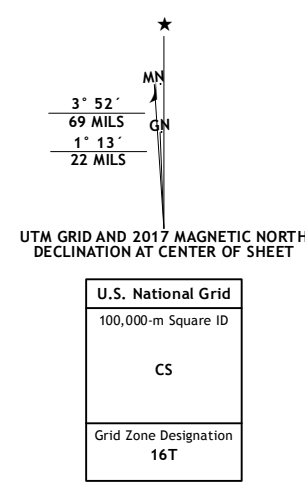 ★
MN
3° 52´
69 MILS
GN
1° 13´
22 MILS
UTM GRID AND 2017 MAGNETIC NORTH
DECLINATION AT CENTER OF SHEET
U.S. National Grid
100,000-m Square ID
CS
Grid Zone Designation
16T